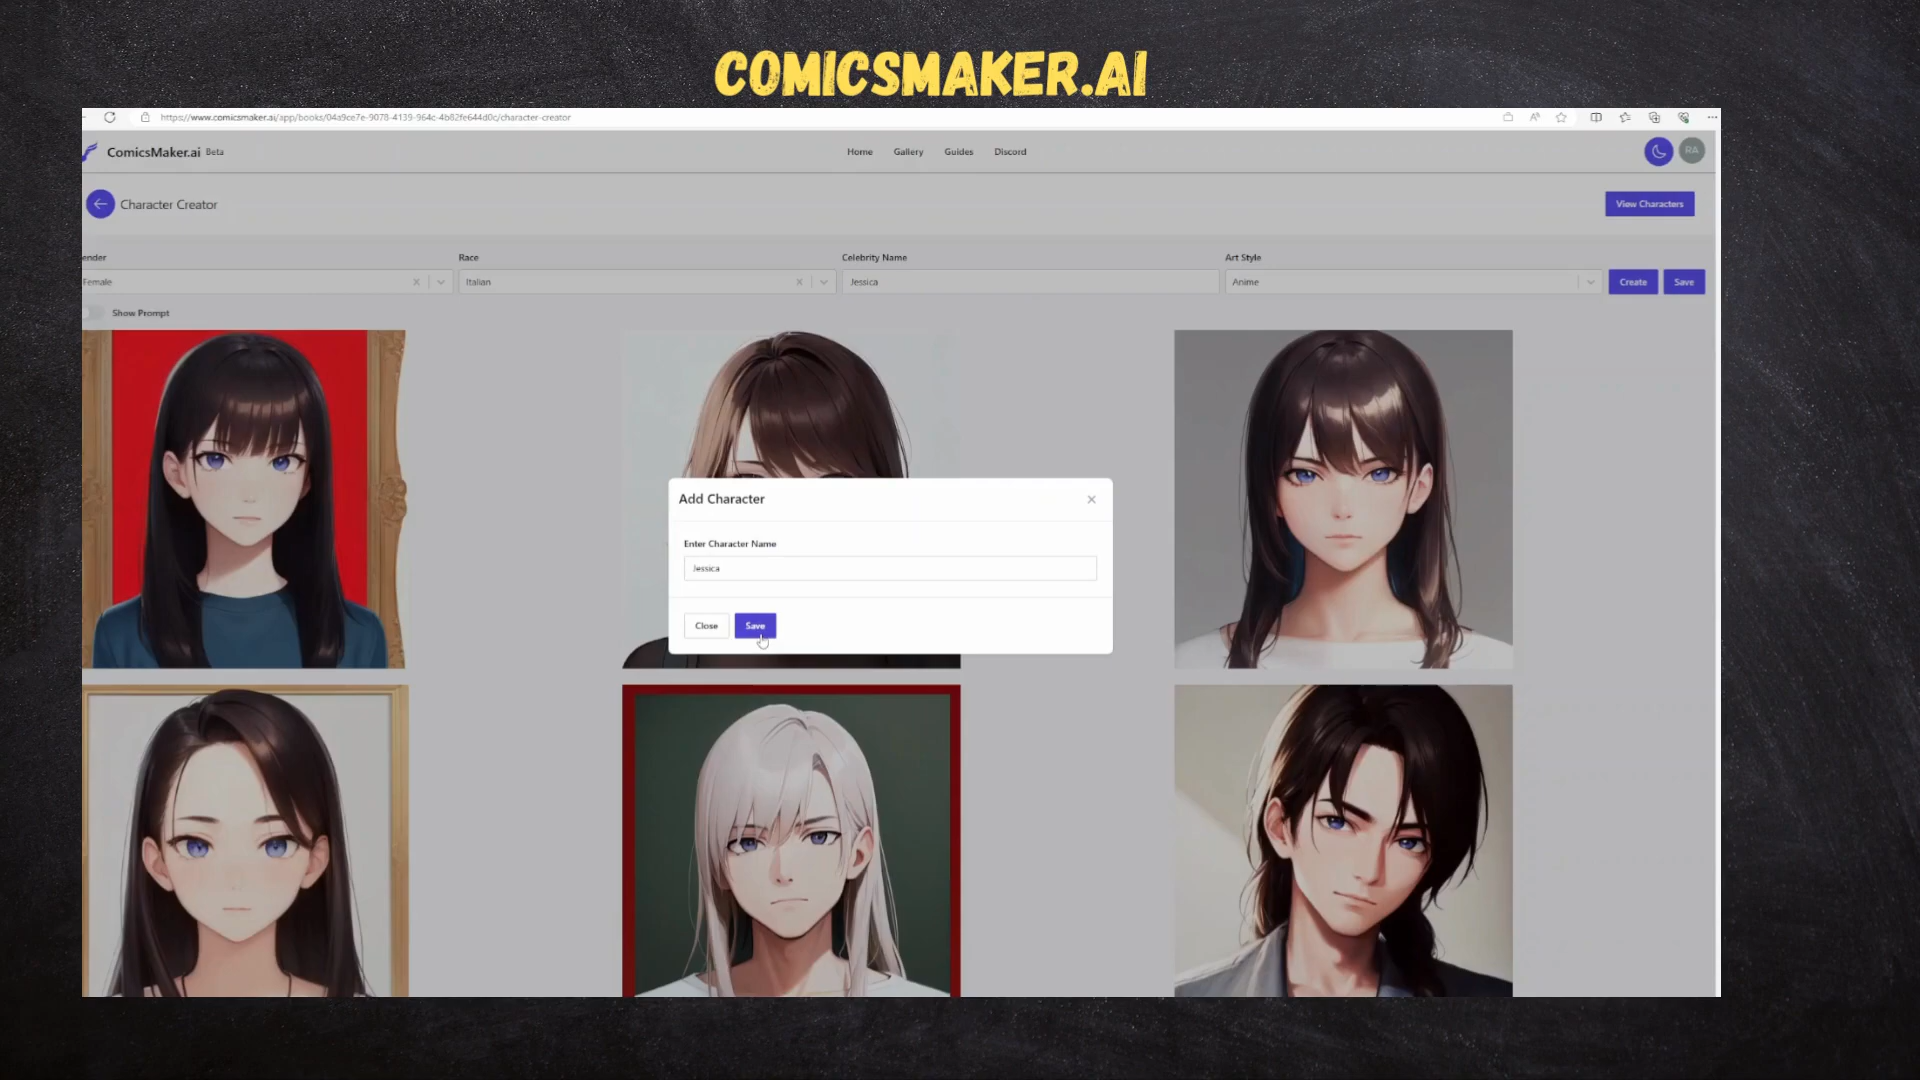 COMICSMAKER.AI
https://www.comicsmaker.ai/app/books/04a9ce7e-9078-4139-964c-4b82fe644d0c/character-creator
ComicsMaker.ai Beta
Home Gallery Guides Discord
RA
Character Creator
View Characters
ender Race Celebrity Name Art Style
Female Italian Jessica Anime Create Save
Show Prompt
Add Character
Enter Character Name
Jessica
Close Save